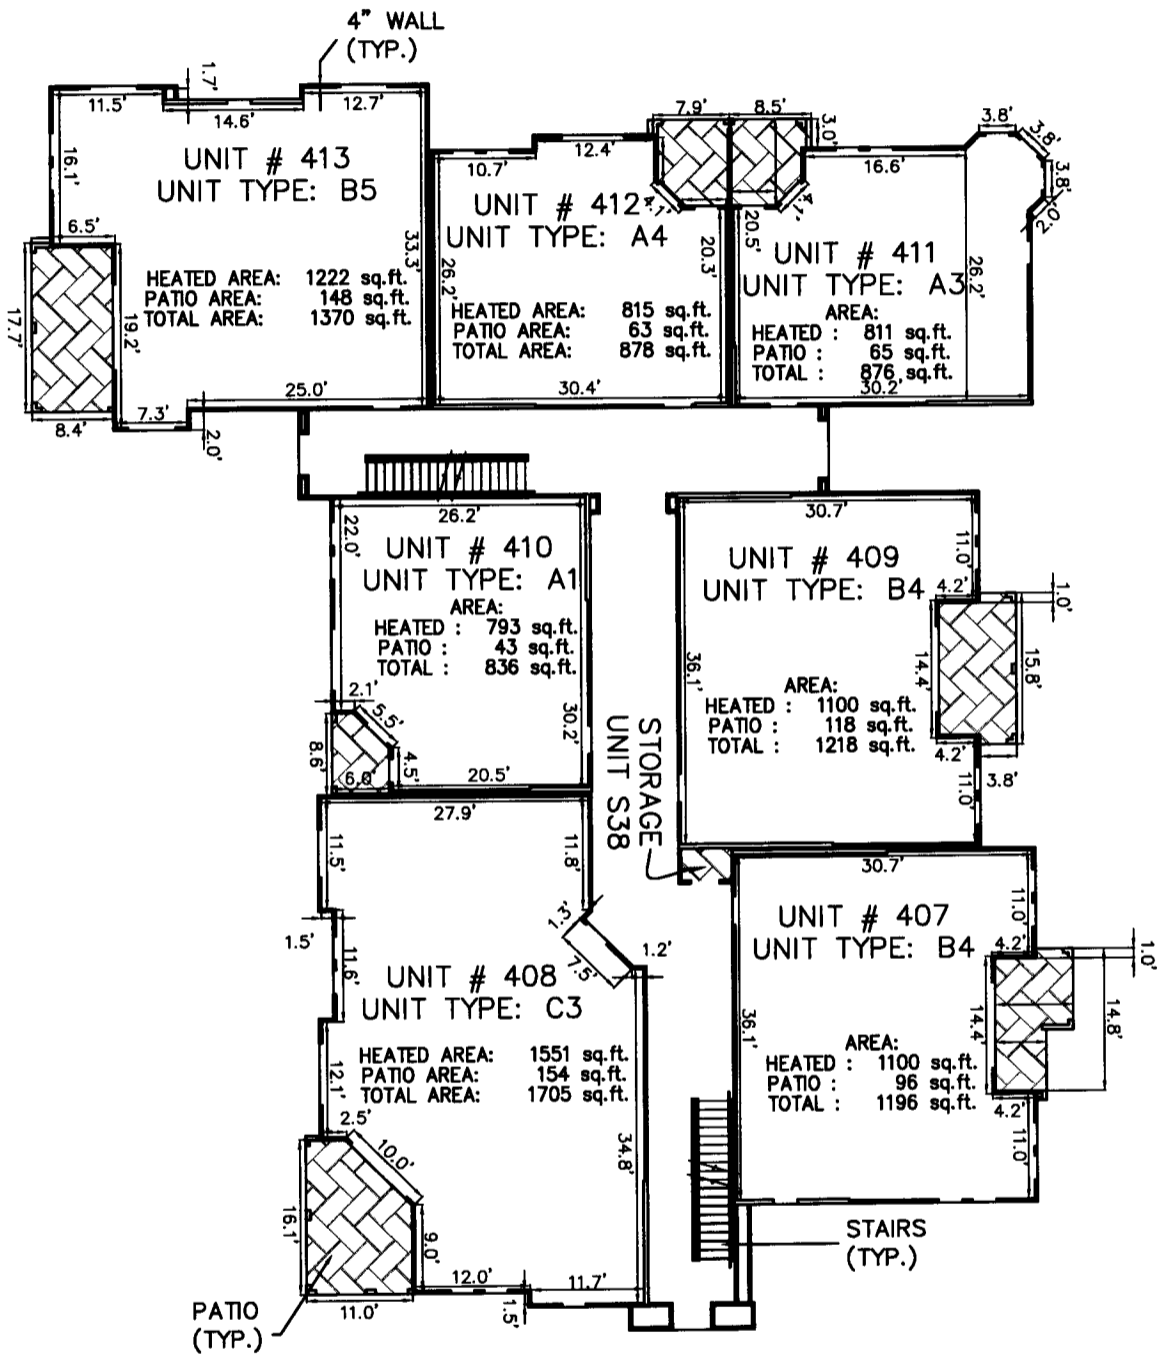 4" WALL
(TYP.)
1.7'
11.5'
14.6'
12.7'
16.1'
UNIT # 413
UNIT TYPE: B5
6.5'
33.3'
HEATED AREA: 1222 sq.ft.
PATIO AREA: 148 sq.ft.
TOTAL AREA: 1370 sq.ft.
17.7'
19.2'
25.0'
7.3'
8.4'
2.0'
7.9'
8.5'
3.0'
10.7'
12.4'
4.1'
UNIT # 412
UNIT TYPE: A4
26.2'
20.3'
HEATED AREA: 815 sq.ft.
PATIO AREA: 63 sq.ft.
TOTAL AREA: 878 sq.ft.
30.4'
3.8'
3.8'
3.8'
2.0'
16.6'
4.1'
20.5'
UNIT # 411
UNIT TYPE: A3
26.2'
AREA:
HEATED : 811 sq.ft.
PATIO : 65 sq.ft.
TOTAL : 876 sq.ft.
30.2'
26.2'
22.0'
UNIT # 410
UNIT TYPE: A1
AREA:
HEATED : 793 sq.ft.
PATIO : 43 sq.ft.
TOTAL : 836 sq.ft.
2.1'
5.5'
30.2'
8.6'
6.0'
4.5'
20.5'
30.7'
UNIT # 409
UNIT TYPE: B4
11.0'
4.2'
1.0'
14.4'
15.8'
36.1'
AREA:
HEATED : 1100 sq.ft.
PATIO : 118 sq.ft.
TOTAL : 1218 sq.ft.
4.2'
3.8'
11.0'
STORAGE
UNIT S38
27.9'
11.5'
11.8'
1.3'
7.5'
1.2'
1.5'
11.6'
UNIT # 408
UNIT TYPE: C3
HEATED AREA: 1551 sq.ft.
PATIO AREA: 154 sq.ft.
TOTAL AREA: 1705 sq.ft.
12.1'
2.5'
10.0'
34.8'
16.1'
9.0'
12.0'
11.7'
11.0'
1.5'
PATIO
(TYP.)
30.7'
11.0'
UNIT # 407
UNIT TYPE: B4
4.2'
1.0'
14.4'
14.8'
36.1'
AREA:
HEATED : 1100 sq.ft.
PATIO : 96 sq.ft.
TOTAL : 1196 sq.ft.
4.2'
11.0'
STAIRS
(TYP.)